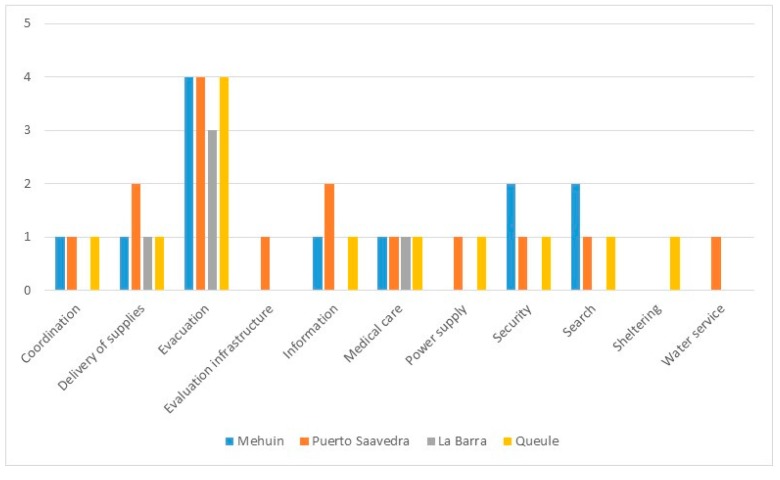 5
4
3
2
1
0
Coordination
Delivery of supplies
Evacuation
Evaluation infrastructure
Information
Medical care
Power supply
Security
Search
Sheltering
Water service
Mehuin Puerto Saavedra La Barra Queule